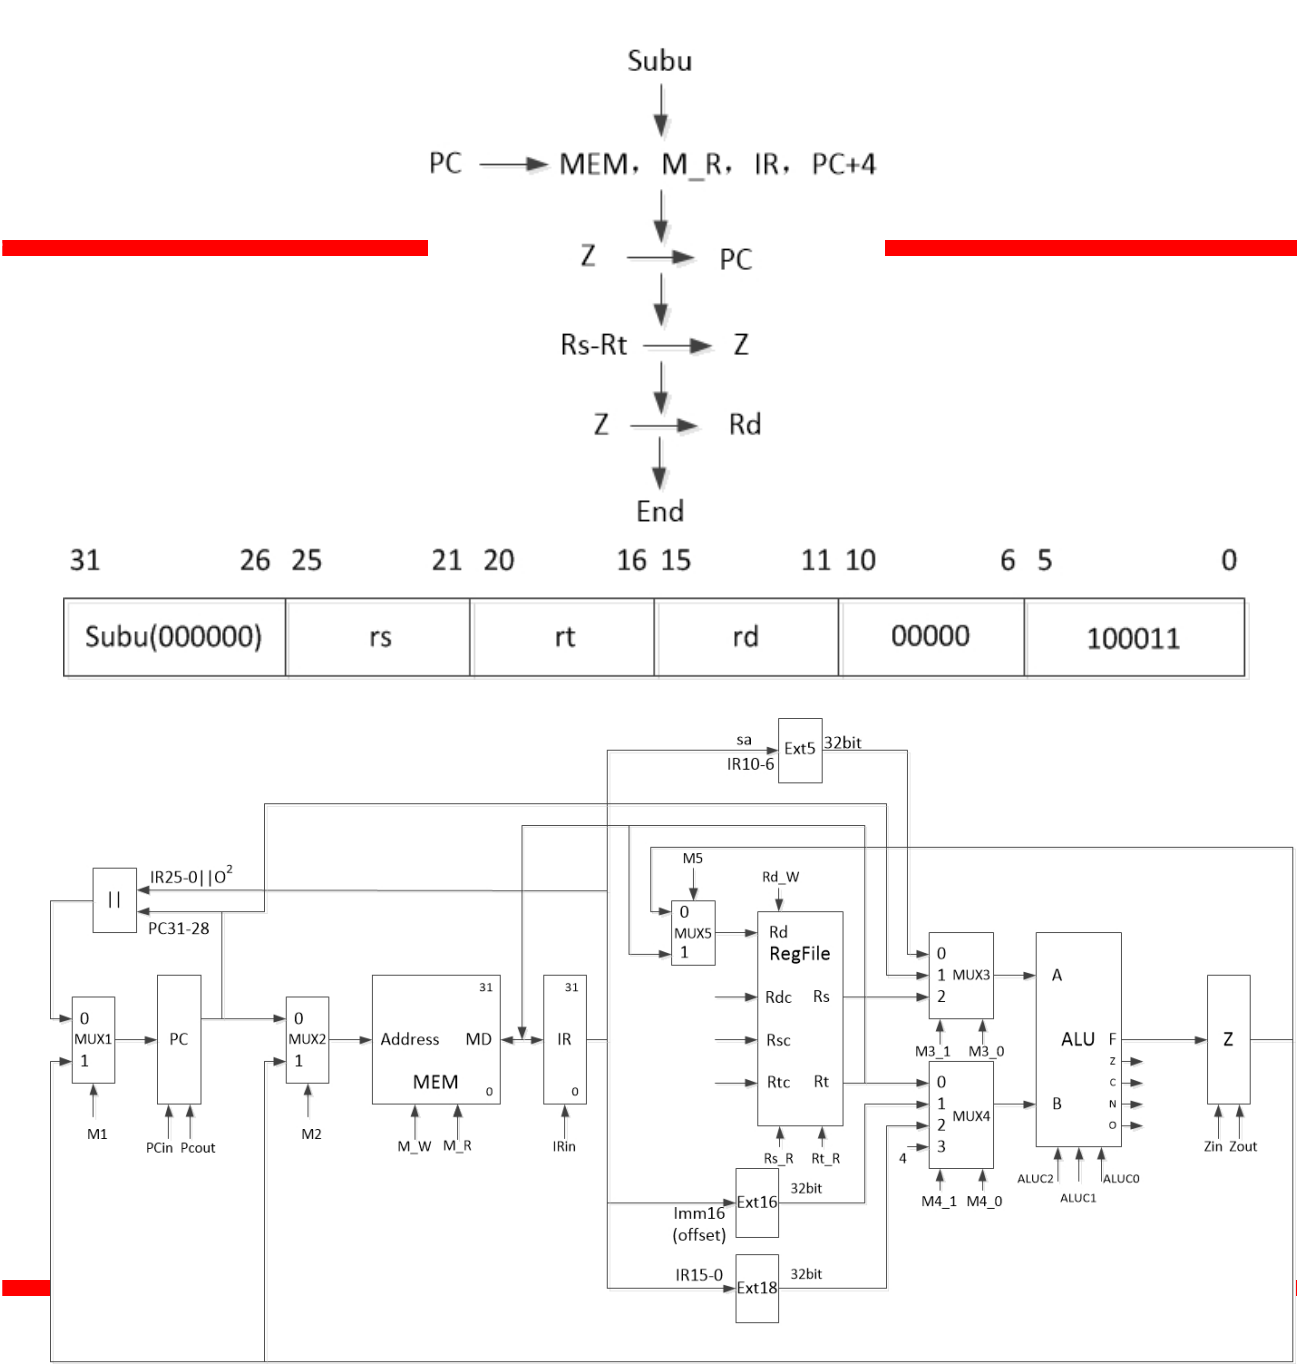 Subu
PC MEM, M_R, IR, PC+4
Z PC
Rs-Rt Z
Z Rd
End
31 26 25 21 20 16 15 11 10 6 5 0
Subu(000000) rs rt rd 00000 100011
sa
IR10-6
Ext5
32bit
IR25-0||O2
||
PC31-28
M5
0
MUX5
1
Rd_W
Rd
RegFile
Rdc Rs
Rsc
Rtc Rt
Rs_R Rt_R
0
MUX1
1
M1
PC
PCin Pcout
0
MUX2
1
M2
31
Address MD
MEM
0
M_W M_R
31
IR
0
IRin
0
1 MUX3
2
M3_1 M3_0
0
1 MUX4
2
3
4
M4_1 M4_0
A
ALU F
Z
C
B N
O
ALUC2 ALUC1 ALUC0
Z
Zin Zout
Imm16
(offset)
Ext16
32bit
IR15-0
Ext18
32bit